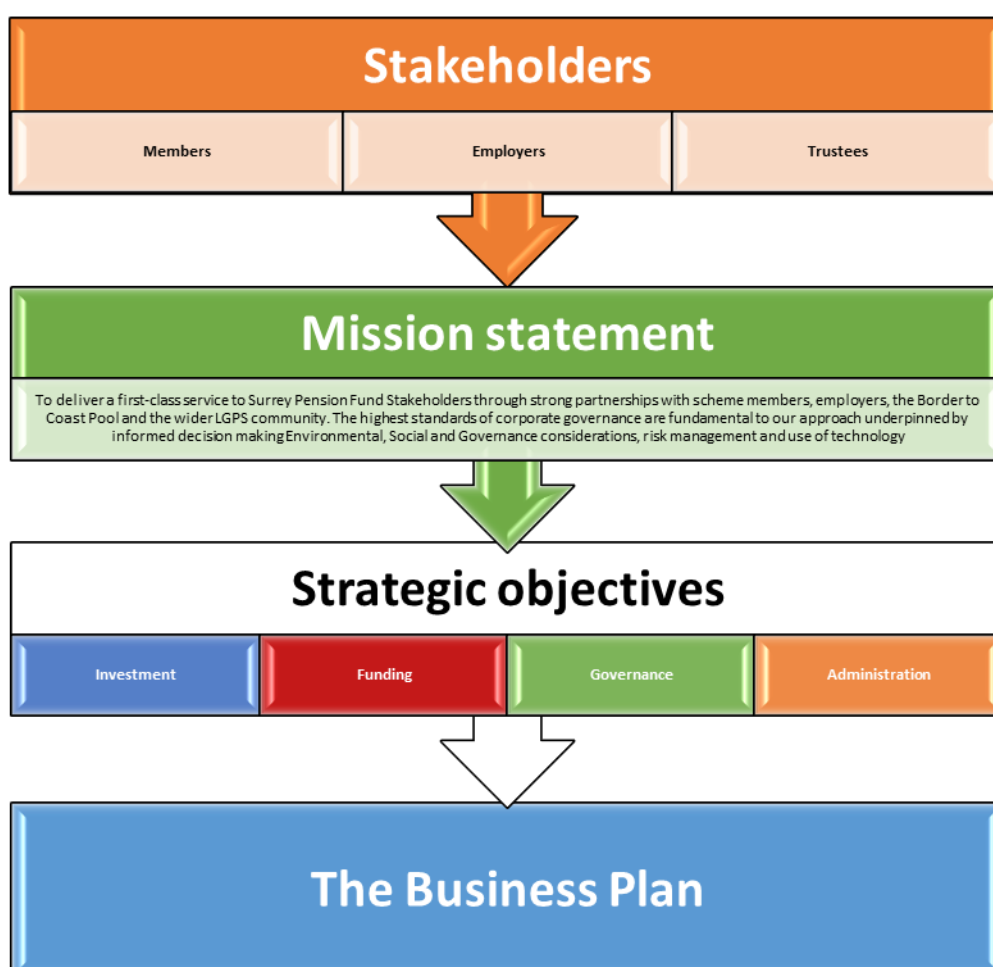 Stakeholders
Members
Employers
Trustees
Mission statement
To deliver a first-class service to Surrey Pension Fund Stakeholders through strong partnerships with scheme members, employers, the Border to
Coast Pool and the wider LGPS community. The highest standards of corporate governance are fundamental to our approach underpinned by
informed decision making Environmental, Social and Governance considerations, risk management and use of technology
Strategic objectives
Investment
Funding
Governance
Administration
The Business Plan